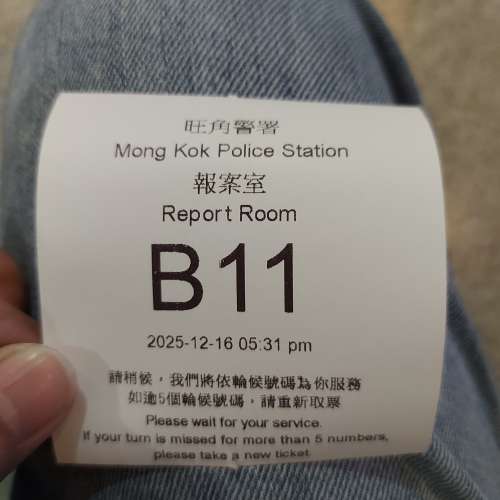 旺角警署
Mong Kok Police Station
報案室
Report Room
B11
2025-12-16 05:31 pm
請稍候，我們將依輪候號碼為你服務
如逾5個輪候號碼，請重新取票
Please wait for your service.
If your turn is missed for more than 5 numbers,
please take a new ticket.